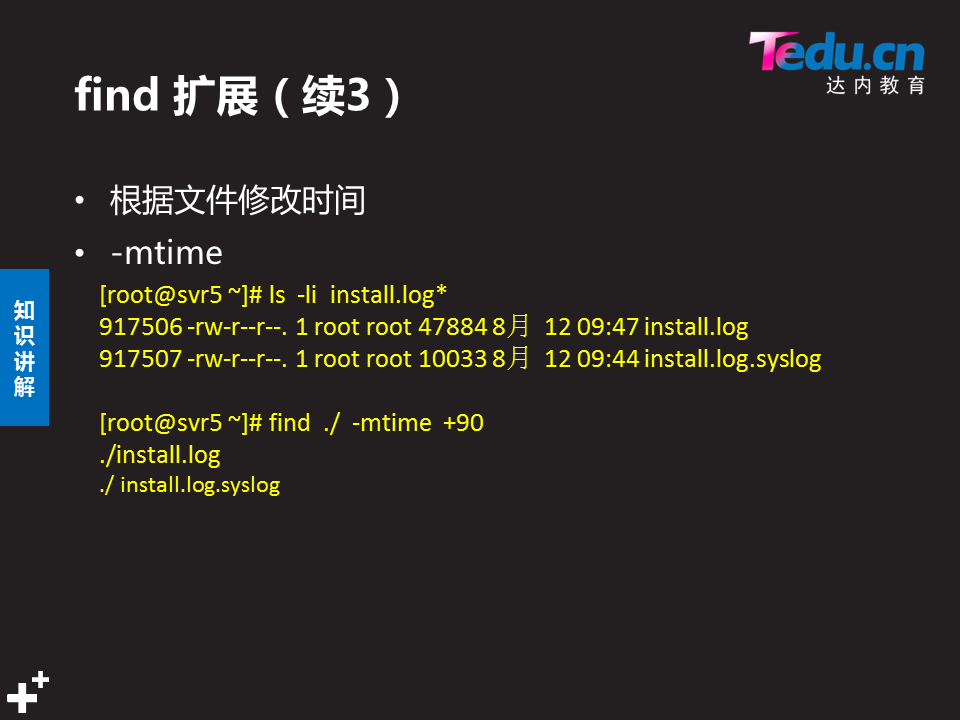 Tedu.cn
达内教育
find 扩展（续3）
• 根据文件修改时间
• -mtime
[root@svr5 ~]# ls -li install.log*
917506 -rw-r--r--. 1 root root 47884 8月 12 09:47 install.log
917507 -rw-r--r--. 1 root root 10033 8月 12 09:44 install.log.syslog
[root@svr5 ~]# find ./ -mtime +90
./install.log
./ install.log.syslog
知
识
讲
解